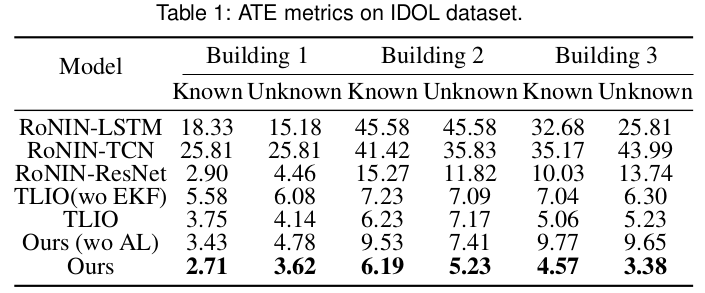 Table 1: ATE metrics on IDOL dataset.
Model Building 1 Building 2 Building 3
Known Unknown Known Unknown Known Unknown
RoNIN-LSTM 18.33 15.18 45.58 45.58 32.68 25.81
RoNIN-TCN 25.81 25.81 41.42 35.83 35.17 43.99
RoNIN-ResNet 2.90 4.46 15.27 11.82 10.03 13.74
TLIO(wo EKF) 5.58 6.08 7.23 7.09 7.04 6.30
TLIO 3.75 4.14 6.23 7.17 5.06 5.23
Ours (wo AL) 3.43 4.78 9.53 7.41 9.77 9.65
Ours 2.71 3.62 6.19 5.23 4.57 3.38